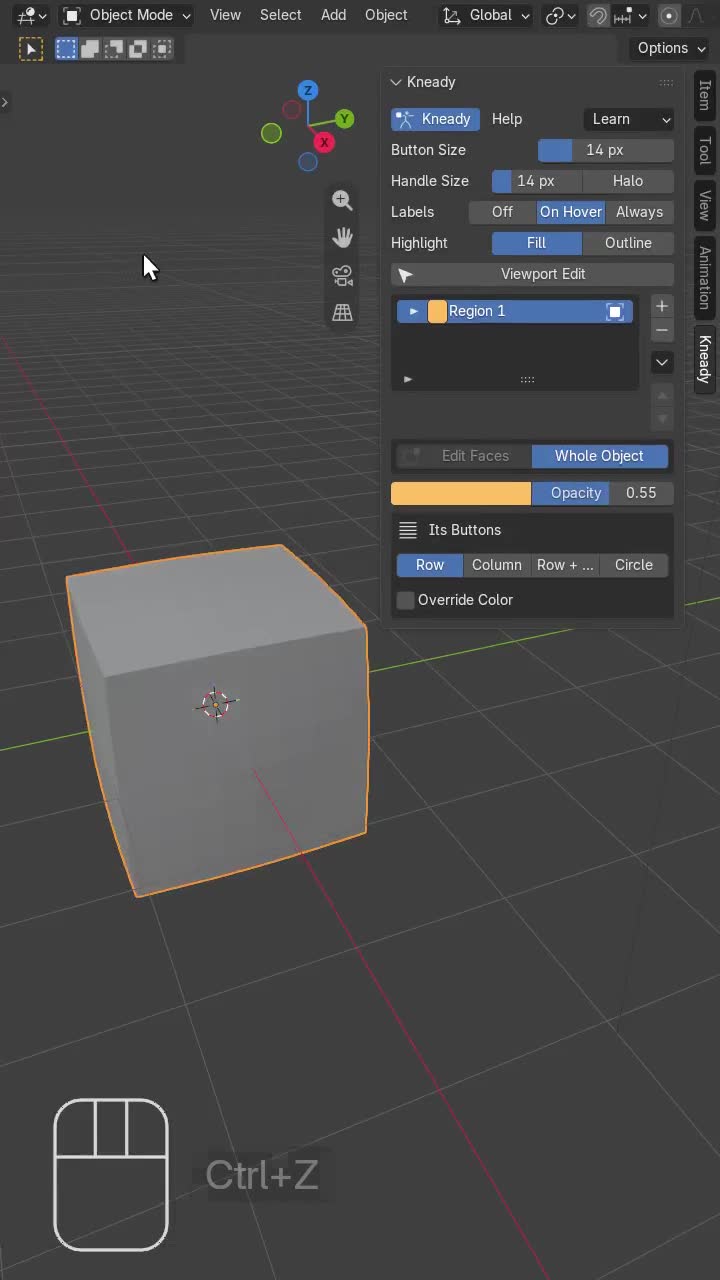 Object Mode View Select Add Object Global
Options
Kneady
Kneady Help Learn
Button Size 14 px
Handle Size 14 px Halo
Labels Off On Hover Always
Highlight Fill Outline
Viewport Edit
Region 1
Edit Faces Whole Object
Opacity 0.55
Its Buttons
Row Column Row + ... Circle
Override Color
Item
Tool
View
Animation
Kneady
Z
Y
X
Ctrl+Z